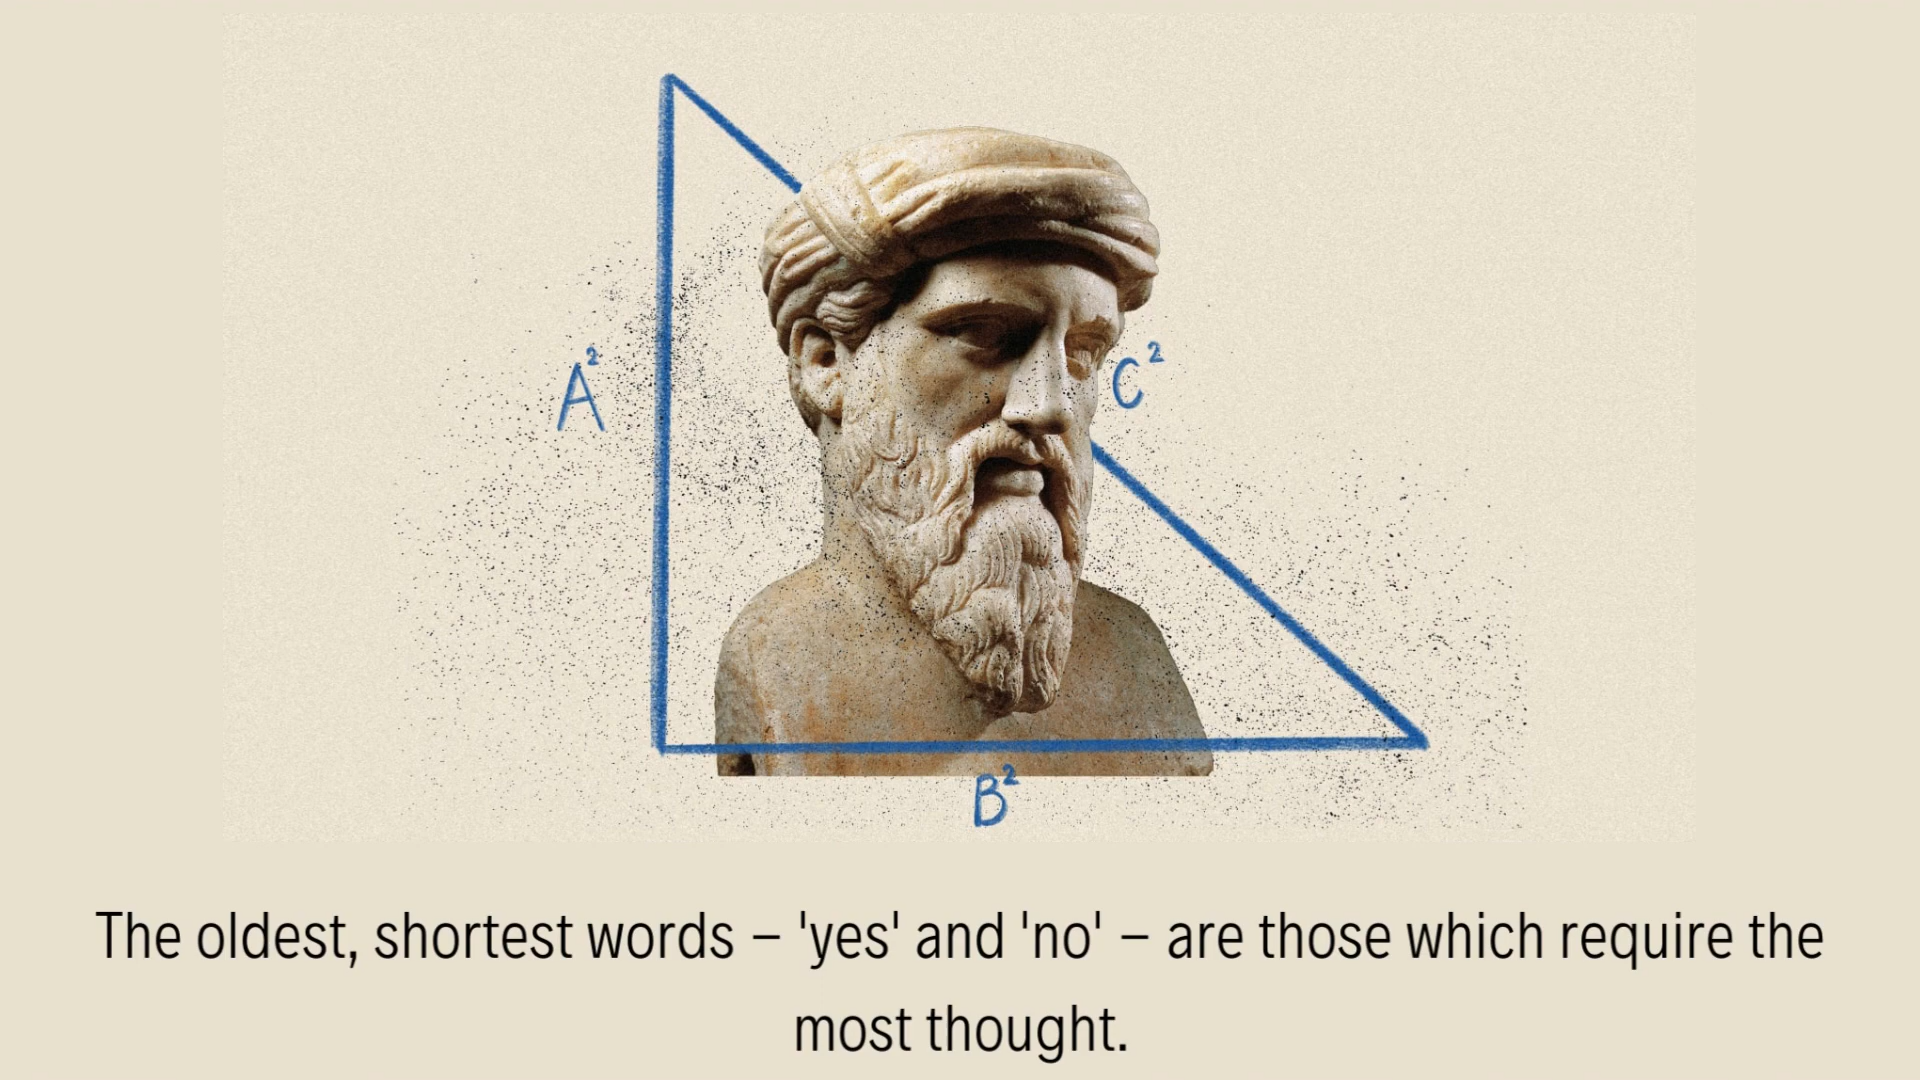 A²
C²
B²
The oldest, shortest words – 'yes' and 'no' – are those which require the
most thought.